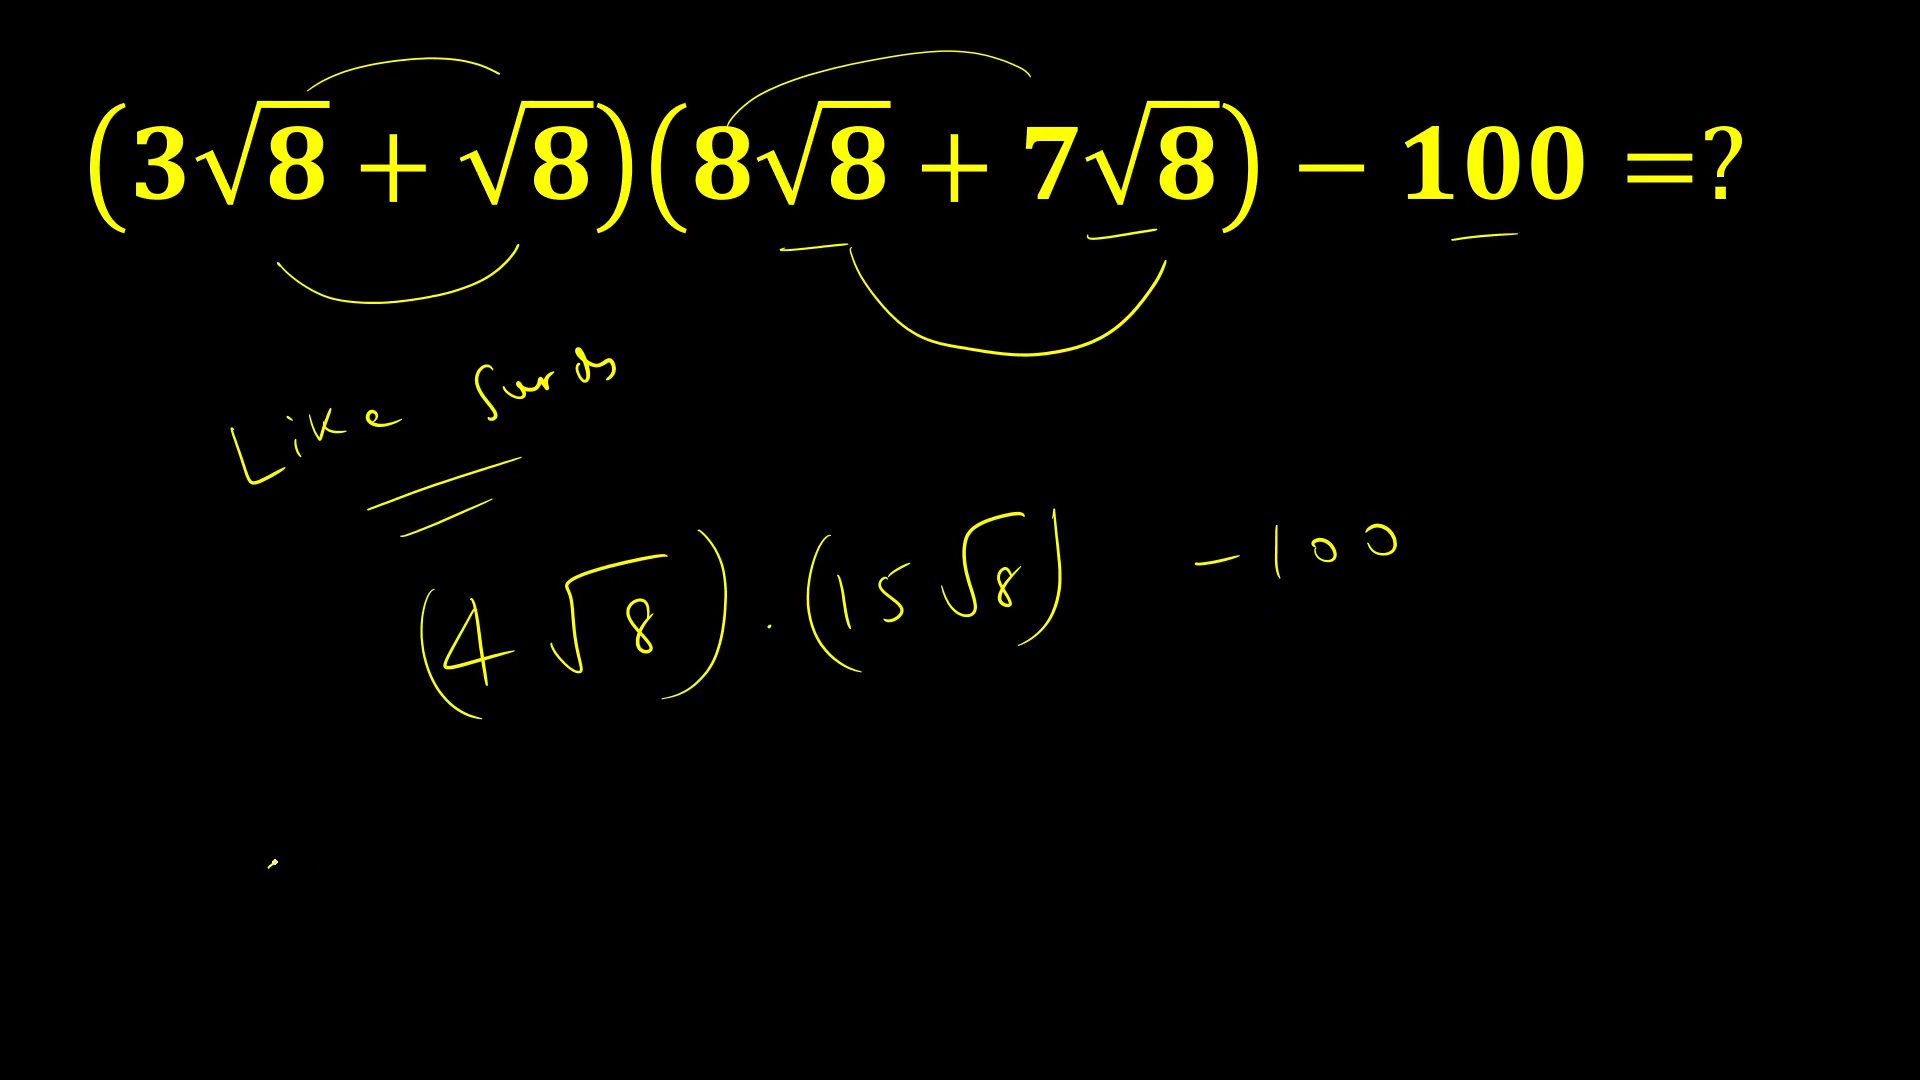 (3√8 + √8)(8√8 + 7√8) − 100 =?
Like Surds
(4√8) . (15√8) − 100